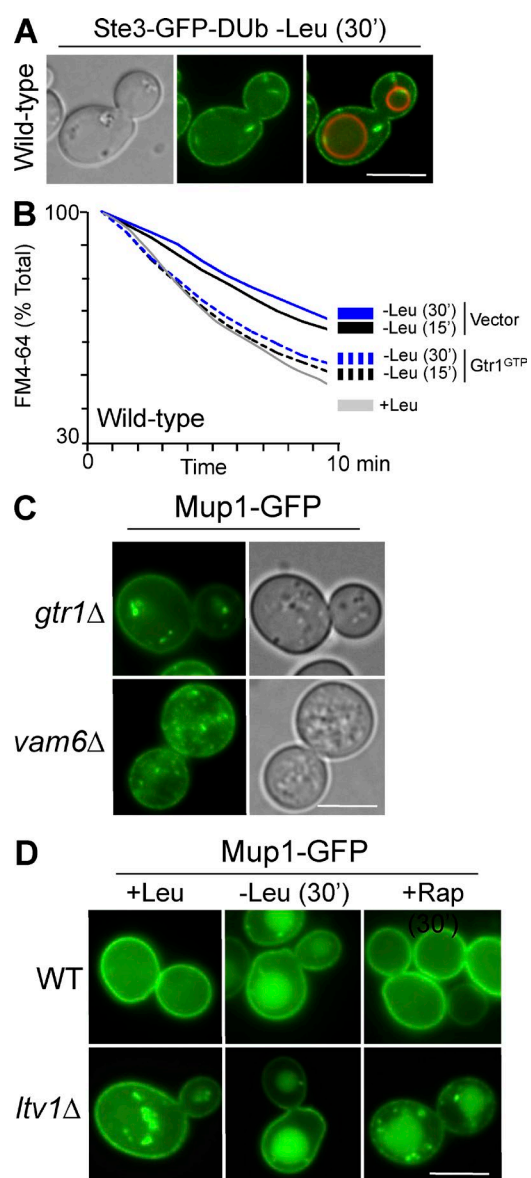 A
Ste3-GFP-DUb -Leu (30')
Wild-type
B
100
FM4-64 (% Total)
30
Wild-type
0
Time
10 min
-Leu (30')
-Leu (15')
Vector
-Leu (30')
-Leu (15')
Gtr1GTP
+Leu
C
Mup1-GFP
gtr1Δ
vam6Δ
D
Mup1-GFP
+Leu
-Leu (30')
+Rap
(30')
WT
ltv1Δ